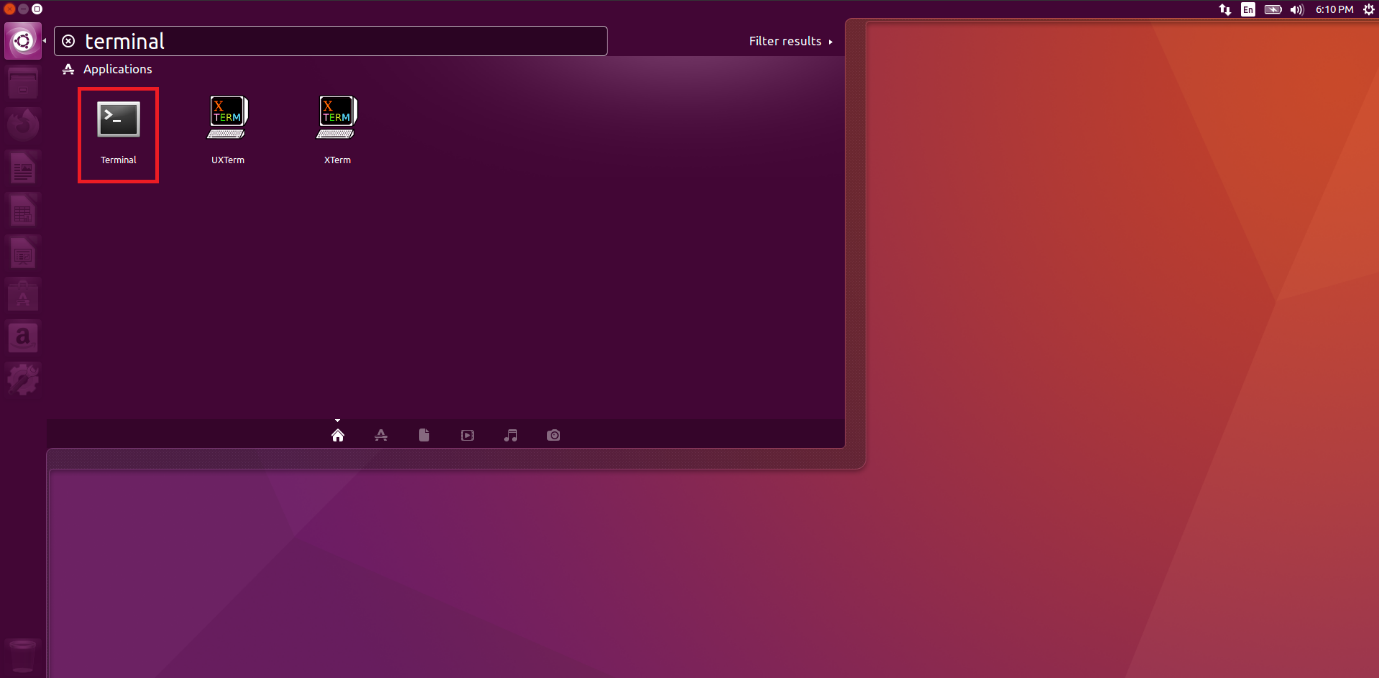 En
6:10 PM
terminal
Filter results
Applications
X
TERM
X
TERM
Terminal
UXTerm
XTerm
a